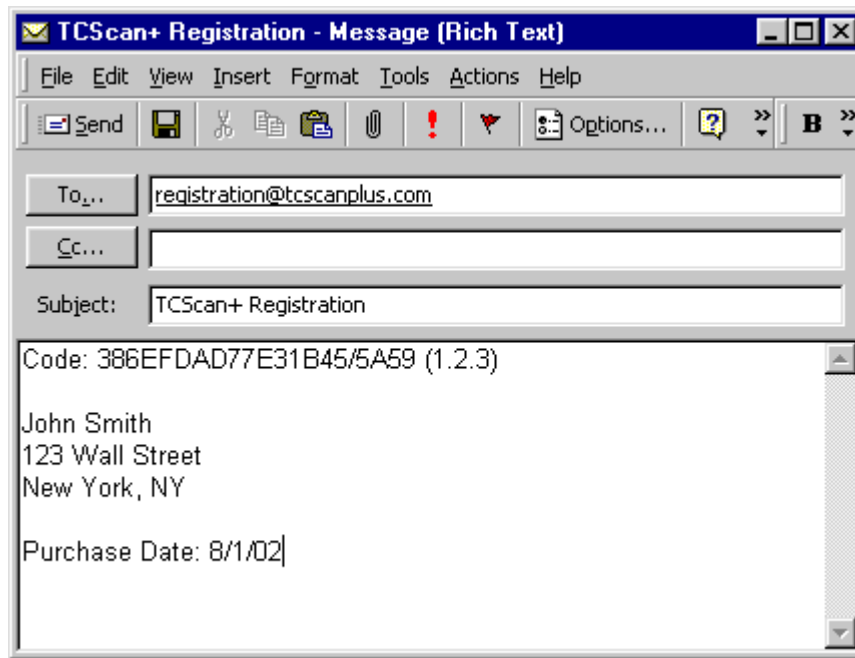 TCScan+ Registration - Message (Rich Text)
File Edit View Insert Format Tools Actions Help
Send Options... B
To... registration@tcscanplus.com
Cc...
Subject: TCScan+ Registration
Code: 386EFDAD77E31B45/5A59 (1.2.3)
John Smith
123 Wall Street
New York, NY
Purchase Date: 8/1/02